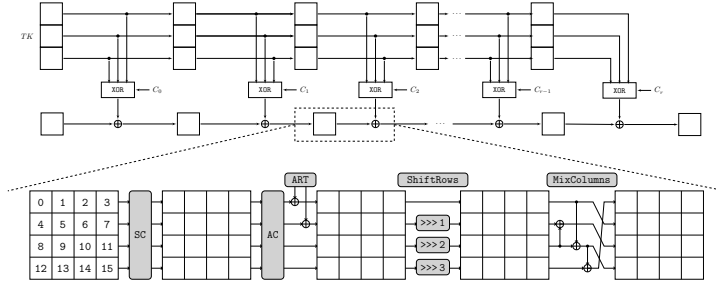 TK
XOR C0 XOR C1 XOR C2 XOR Cr−1 XOR Cr
ART ShiftRows MixColumns
0 1 2 3
4 5 6 7 >>> 1
SC AC
8 9 10 11 >>> 2
12 13 14 15 >>> 3